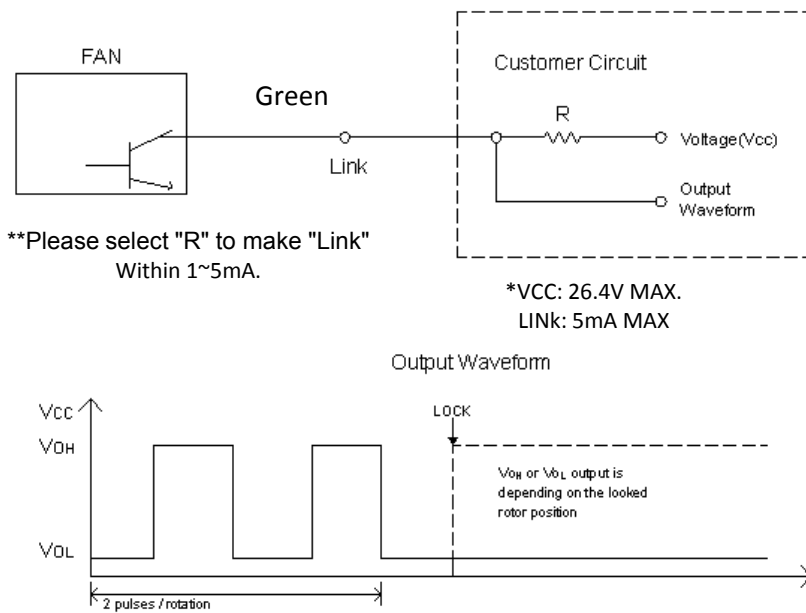 FAN
Green
Link
Customer Circuit
R
Voltage(Vcc)
Output
Waveform
**Please select "R" to make "Link"
Within 1~5mA.
*VCC: 26.4V MAX.
LINk: 5mA MAX
Output Waveform
Vcc
VOH
VOL
LOCK
VOH or VOL output is
depending on the looked
rotor position
2 pulses / rotation